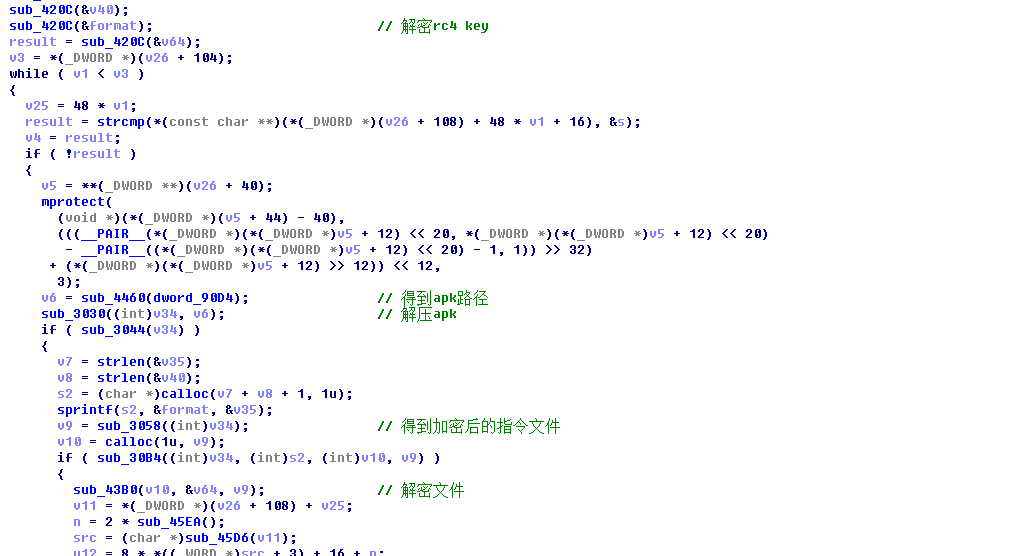 sub_420C(&v40);
sub_420C(&format); // 解密rc4 key
result = sub_420C(&v64);
v3 = *(_DWORD *)(v26 + 104);
while ( v1 < v3 )
{
v25 = 48 * v1;
result = strcmp(*(const char **)(*(_DWORD *)(v26 + 108) + 48 * v1 + 16), &s);
v4 = result;
if ( !result )
{
v5 = **(_DWORD **)(v26 + 40);
mprotect(
(void *)(*(_DWORD *)(v5 + 44) - 40),
(((__PAIR__(*(_DWORD *)(*(_DWORD *)v5 + 12) << 20, *(_DWORD *)(*(_DWORD *)v5 + 12) << 20)
- __PAIR__((*(_DWORD *)(*(_DWORD *)v5 + 12) << 20) - 1, 1)) >> 32)
+ (*(_DWORD *)(*(_DWORD *)v5 + 12) >> 12)) << 12,
3);
v6 = sub_4460(dword_90D4); // 得到apk路径
sub_3030((int)v34, v6); // 解压apk
if ( sub_3044(v34) )
{
v7 = strlen(&v35);
v8 = strlen(&v40);
s2 = (char *)calloc(v7 + v8 + 1, 1u);
sprintf(s2, &format, &v35);
v9 = sub_3058((int)v34); // 得到加密后的指令文件
v10 = calloc(1u, v9);
if ( sub_30B4((int)v34, (int)s2, (int)v10, v9) )
{
sub_43B0(v10, &v64, v9); // 解密文件
v11 = *(_DWORD *)(v26 + 108) + v25;
n = 2 * sub_45EA();
src = (char *)sub_45D6(v11);
v12 = 8 * *((_WORD *)src + 3) + 16 + n;